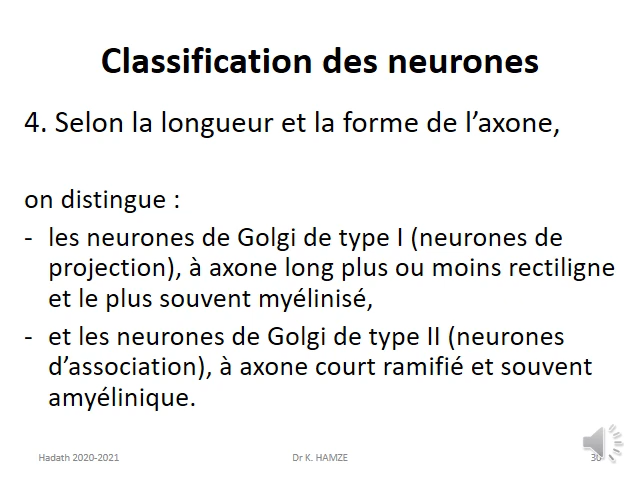 Classification des neurones
4. Selon la longueur et la forme de l’axone,
on distingue :
- les neurones de Golgi de type I (neurones de
projection), à axone long plus ou moins rectiligne
et le plus souvent myélinisé,
- et les neurones de Golgi de type II (neurones
d’association), à axone court ramifié et souvent
amyélinique.
Hadath 2020-2021 Dr K. HAMZE 30